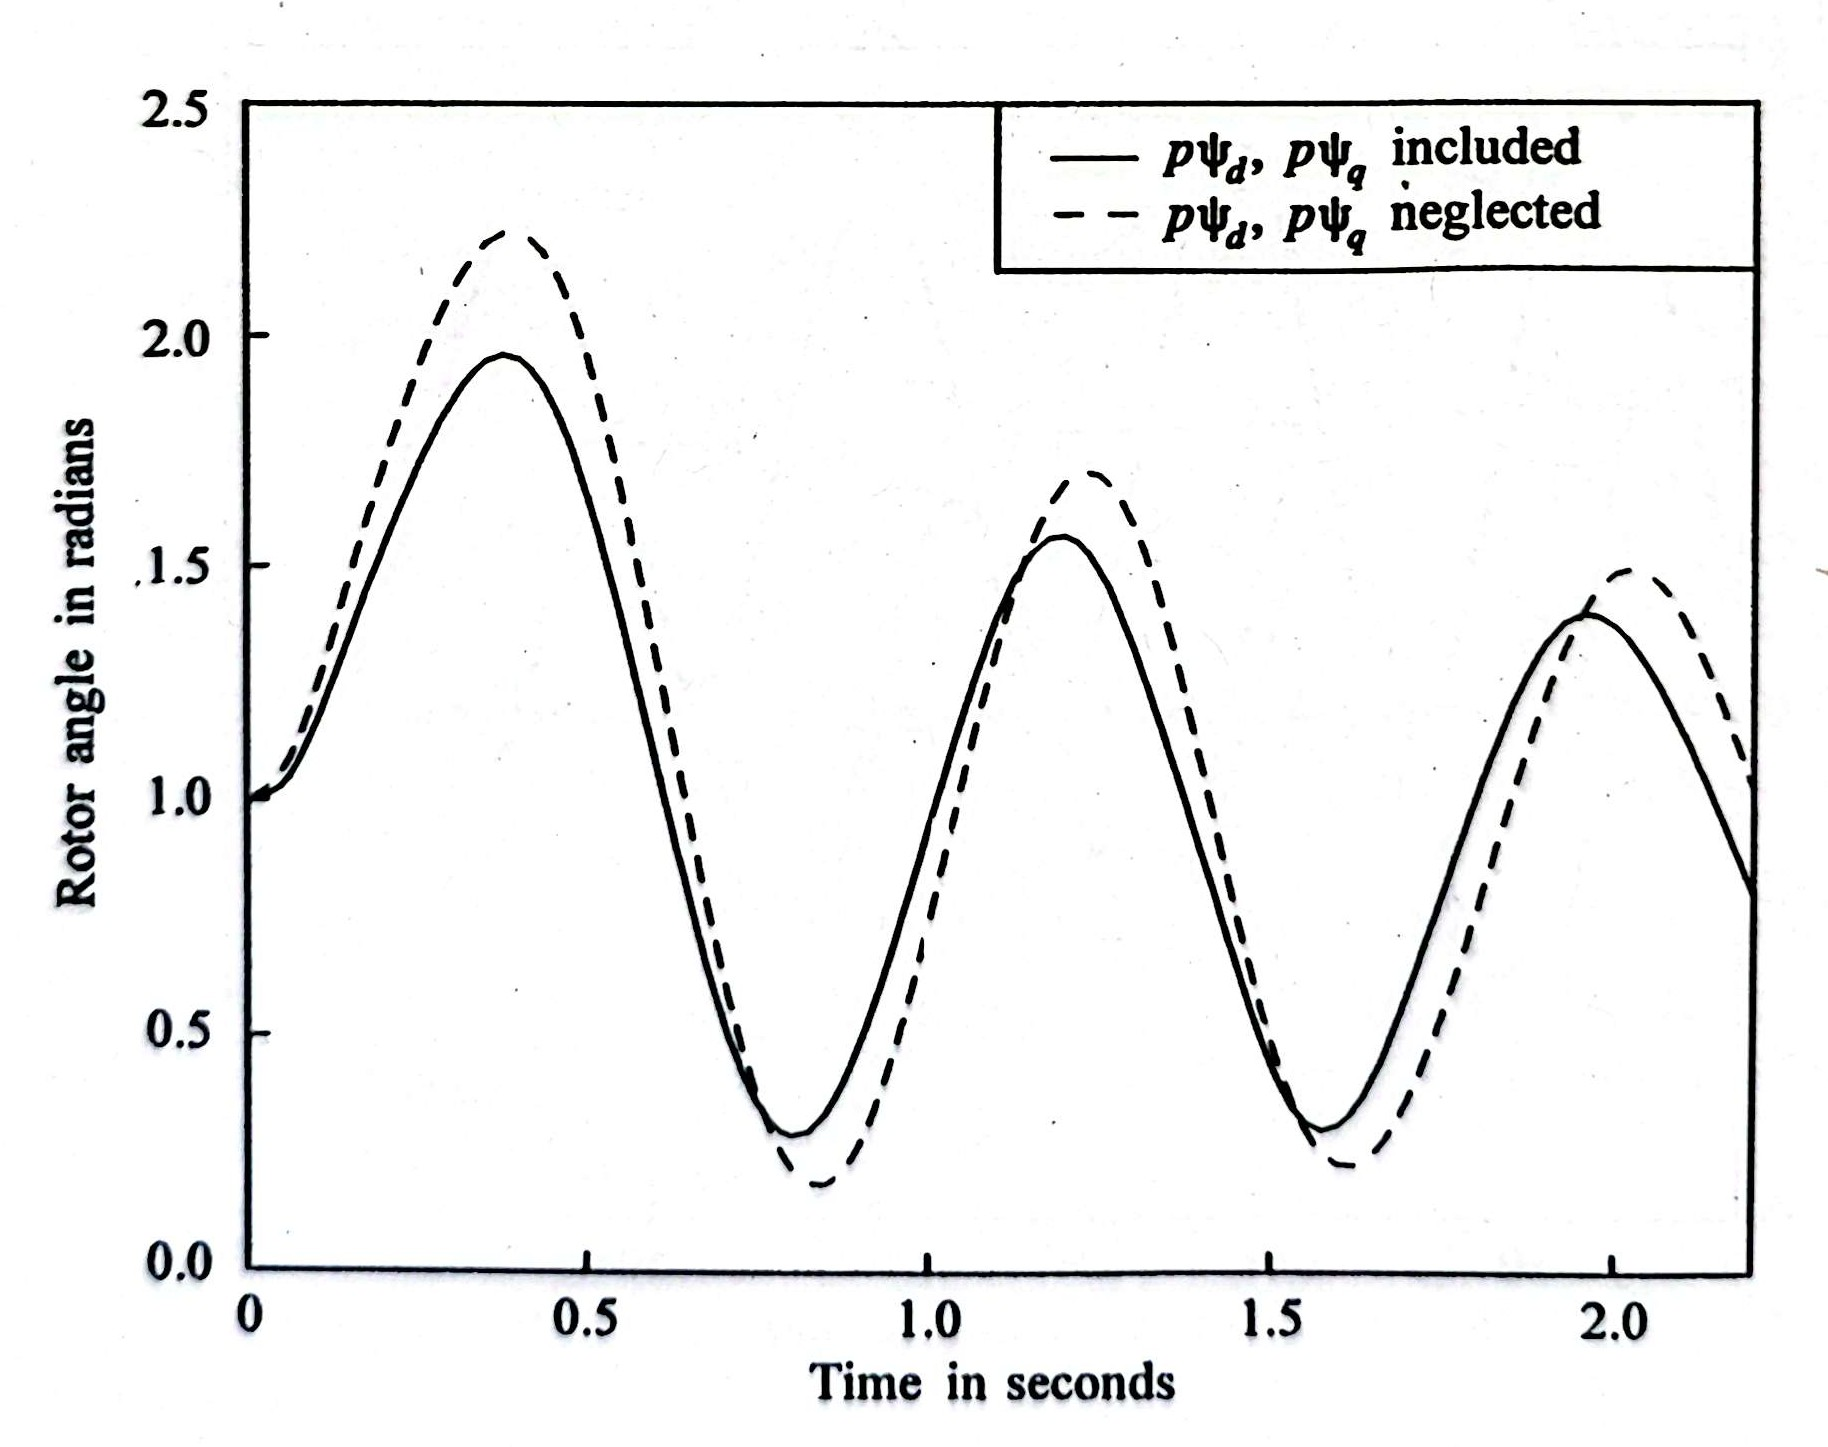 2.5
pψd, pψq included
pψd, pψq neglected
2.0
1.5
1.0
0.5
0.0
Rotor angle in radians
0 0.5 1.0 1.5 2.0
Time in seconds